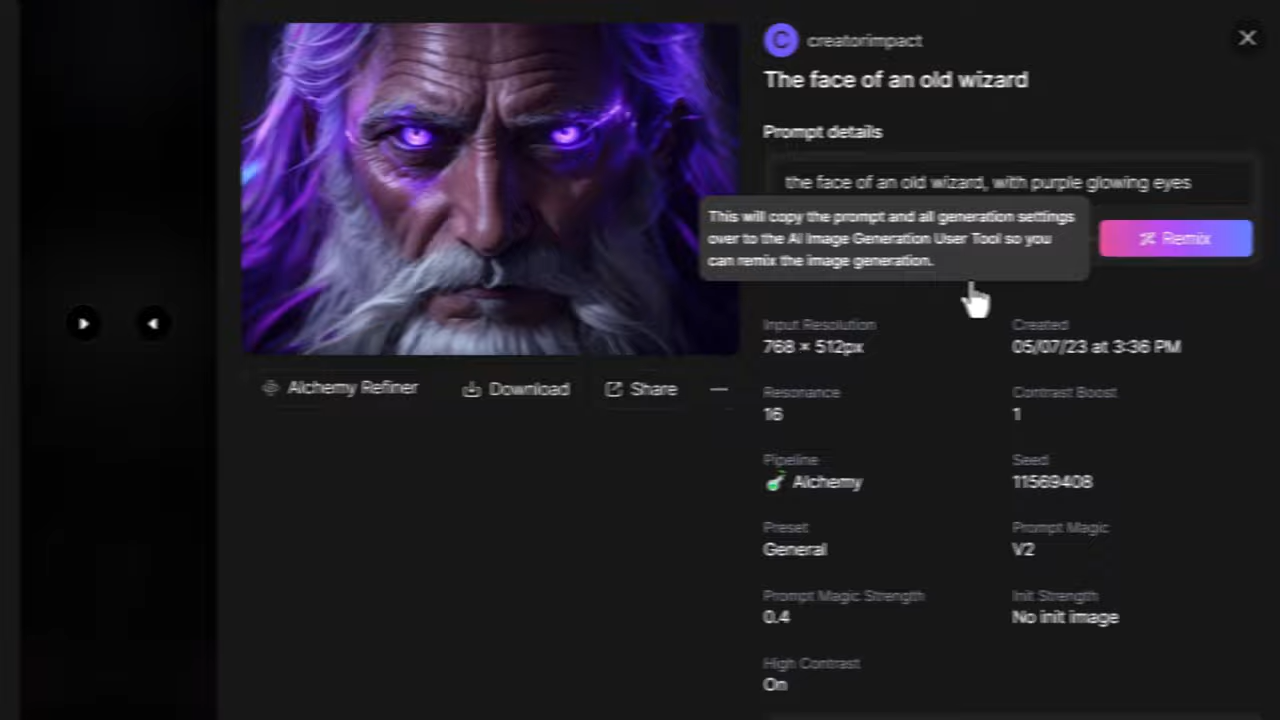 C creatorimpact
The face of an old wizard
Prompt details
the face of an old wizard, with purple glowing eyes
This will copy the prompt and all generation settings
over to the AI Image Generation User Tool so you
can remix the image generation.
Remix
Input Resolution
768 × 512px
Created
05/07/23 at 3:36 PM
Alchemy Refiner
Download
Share
Resonance
16
Contrast Boost
1
Pipeline
Alchemy
Seed
11569408
Preset
General
Prompt Magic
V2
Prompt Magic Strength
0.4
Init Strength
No init image
High Contrast
On